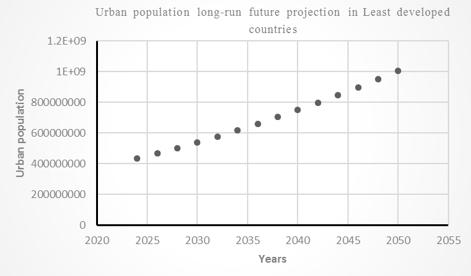 Urban population long-run future projection in Least developed
countries
1.2E+09
1E+09
800000000
600000000
400000000
200000000
0
Urban population
2020 2025 2030 2035 2040 2045 2050 2055
Years